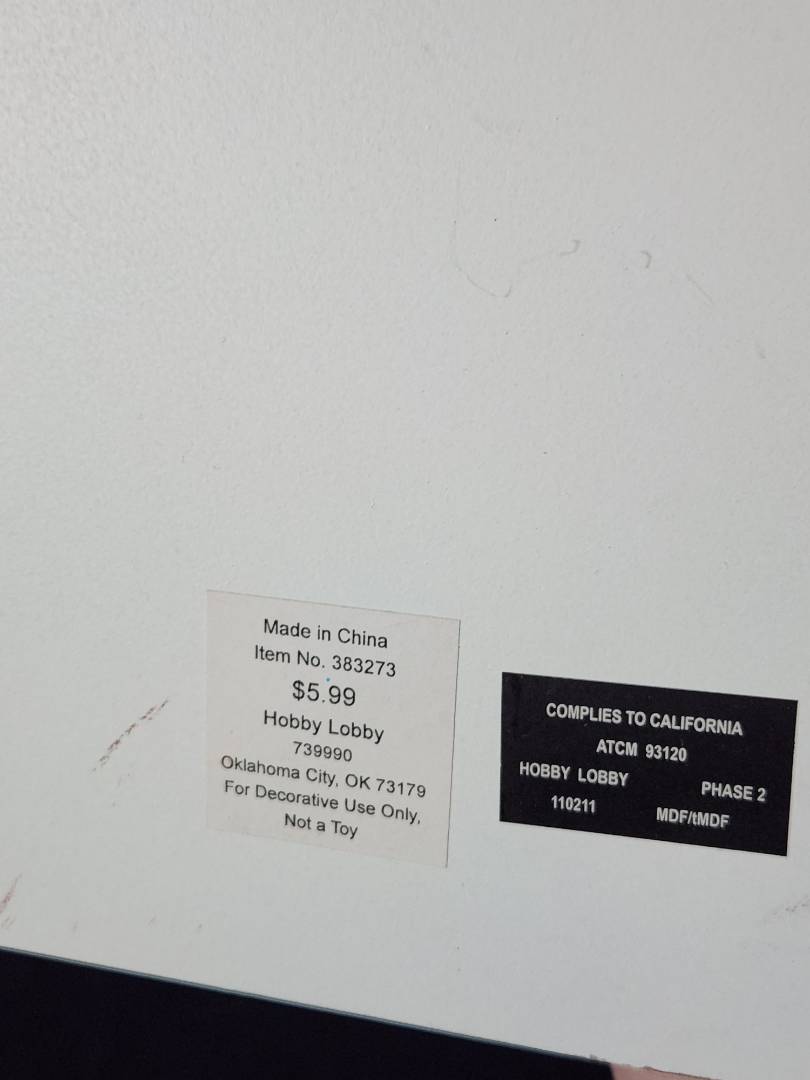 Made in China
Item No. 383273
$5.99
Hobby Lobby
739990
Oklahoma City, OK 73179
For Decorative Use Only,
Not a Toy
COMPLIES TO CALIFORNIA
ATCM 93120
HOBBY LOBBY PHASE 2
110211 MDF/tMDF